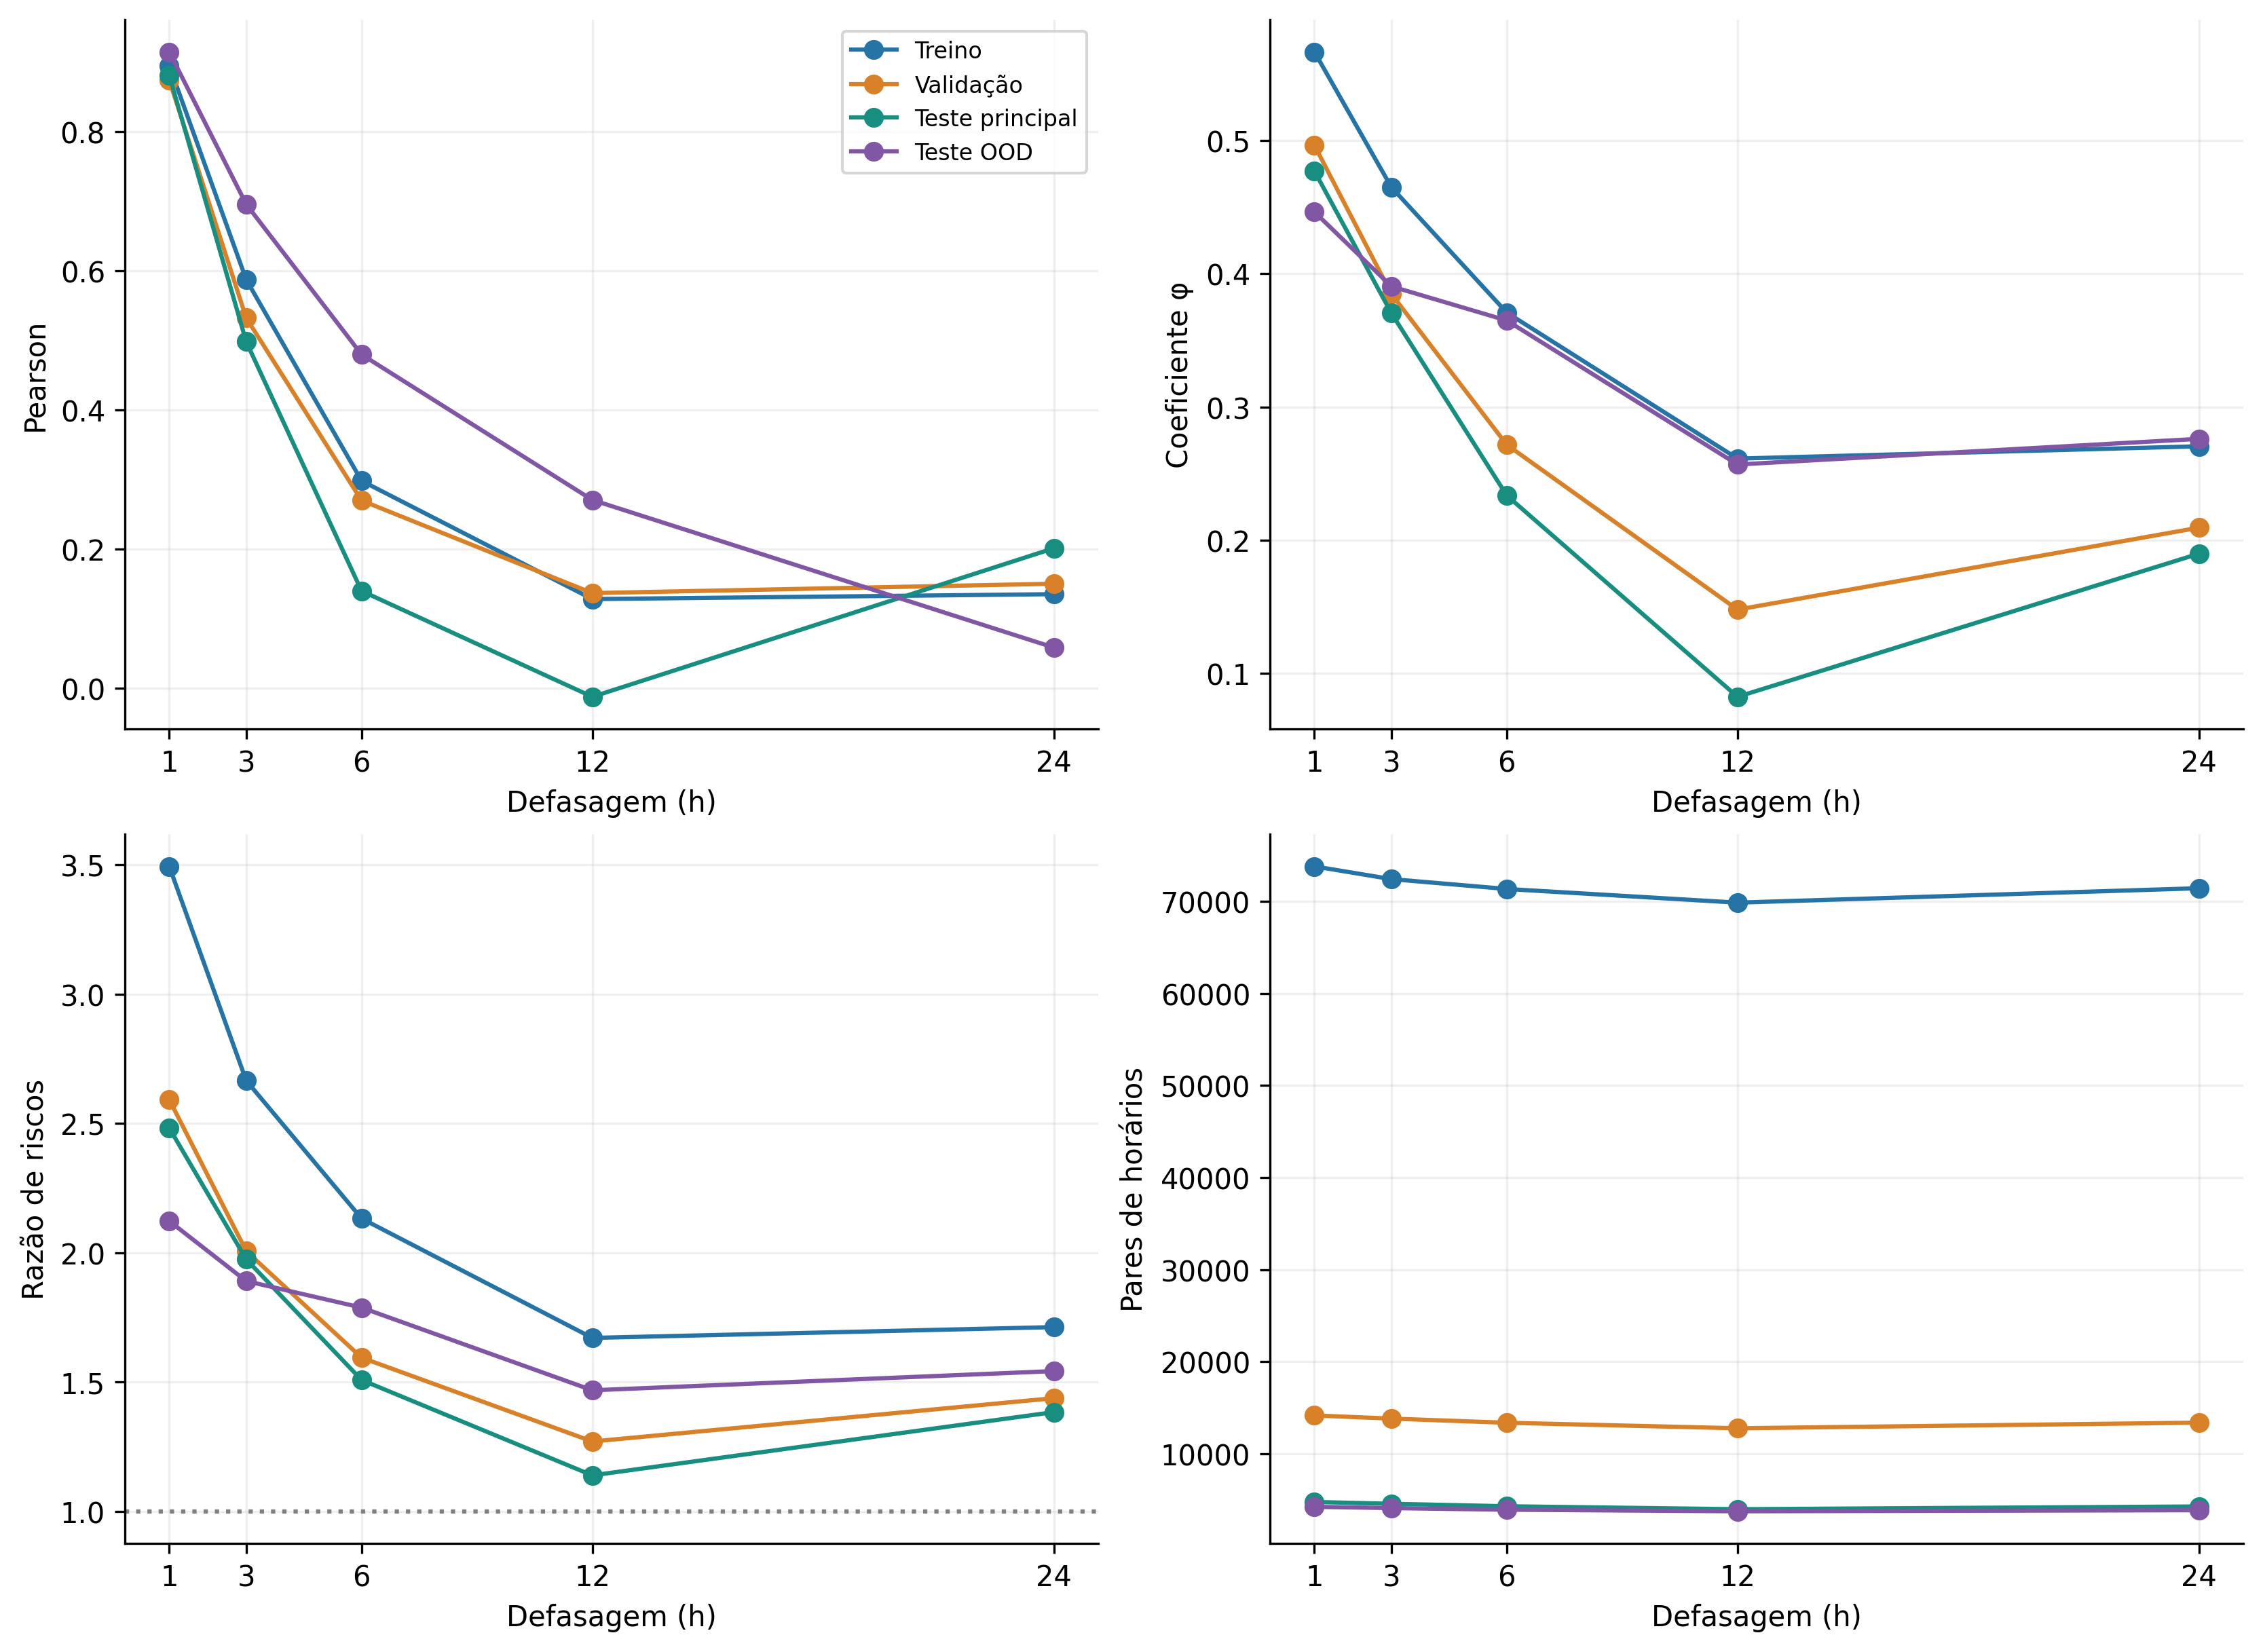 Pearson
0.8
0.6
0.4
0.2
0.0
Treino
Validação
Teste principal
Teste OOD
1 3 6 12 24
Defasagem (h)
Coeficiente φ
0.5
0.4
0.3
0.2
0.1
1 3 6 12 24
Defasagem (h)
Razão de riscos
3.5
3.0
2.5
2.0
1.5
1.0
1 3 6 12 24
Defasagem (h)
Pares de horários
70000
60000
50000
40000
30000
20000
10000
1 3 6 12 24
Defasagem (h)